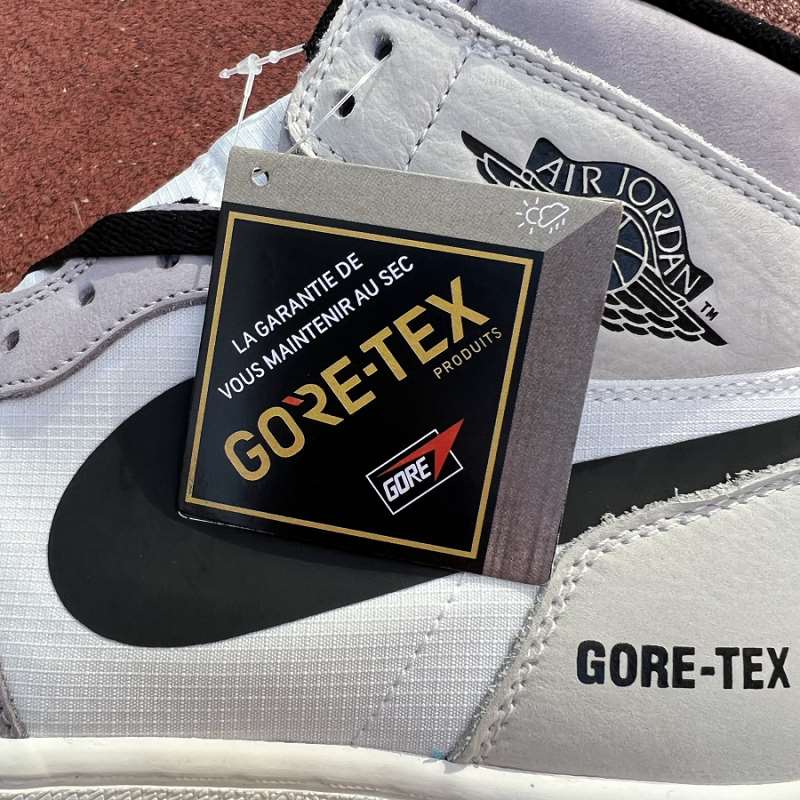 AIR JORDAN
TM
LA GARANTIE DE
VOUS MAINTENIR AU SEC
GORE-TEX
PRODUITS
GORE
GORE-TEX